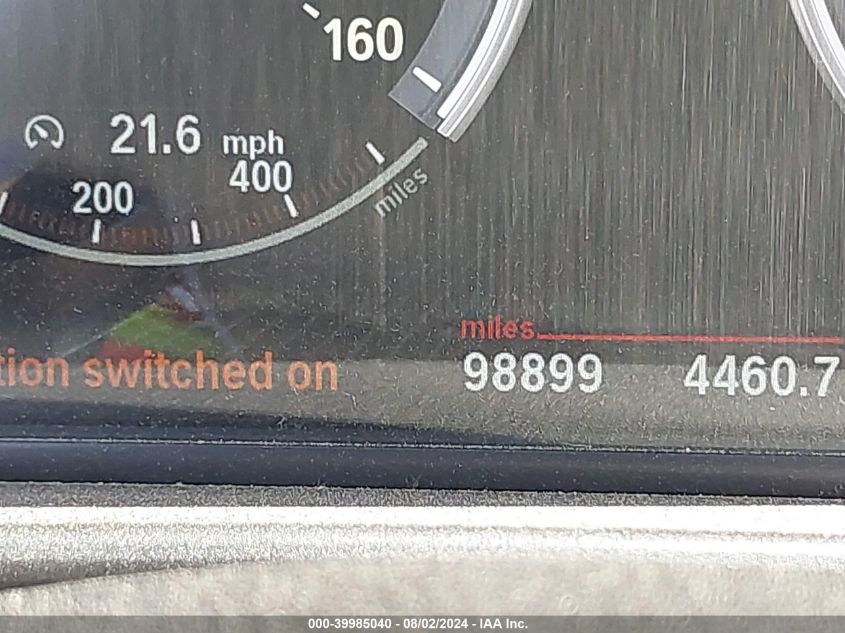 160
21.6 mph
200 400 miles
miles
tion switched on 98899 4460.7
000-39985040 - 08/02/2024 - IAA Inc.